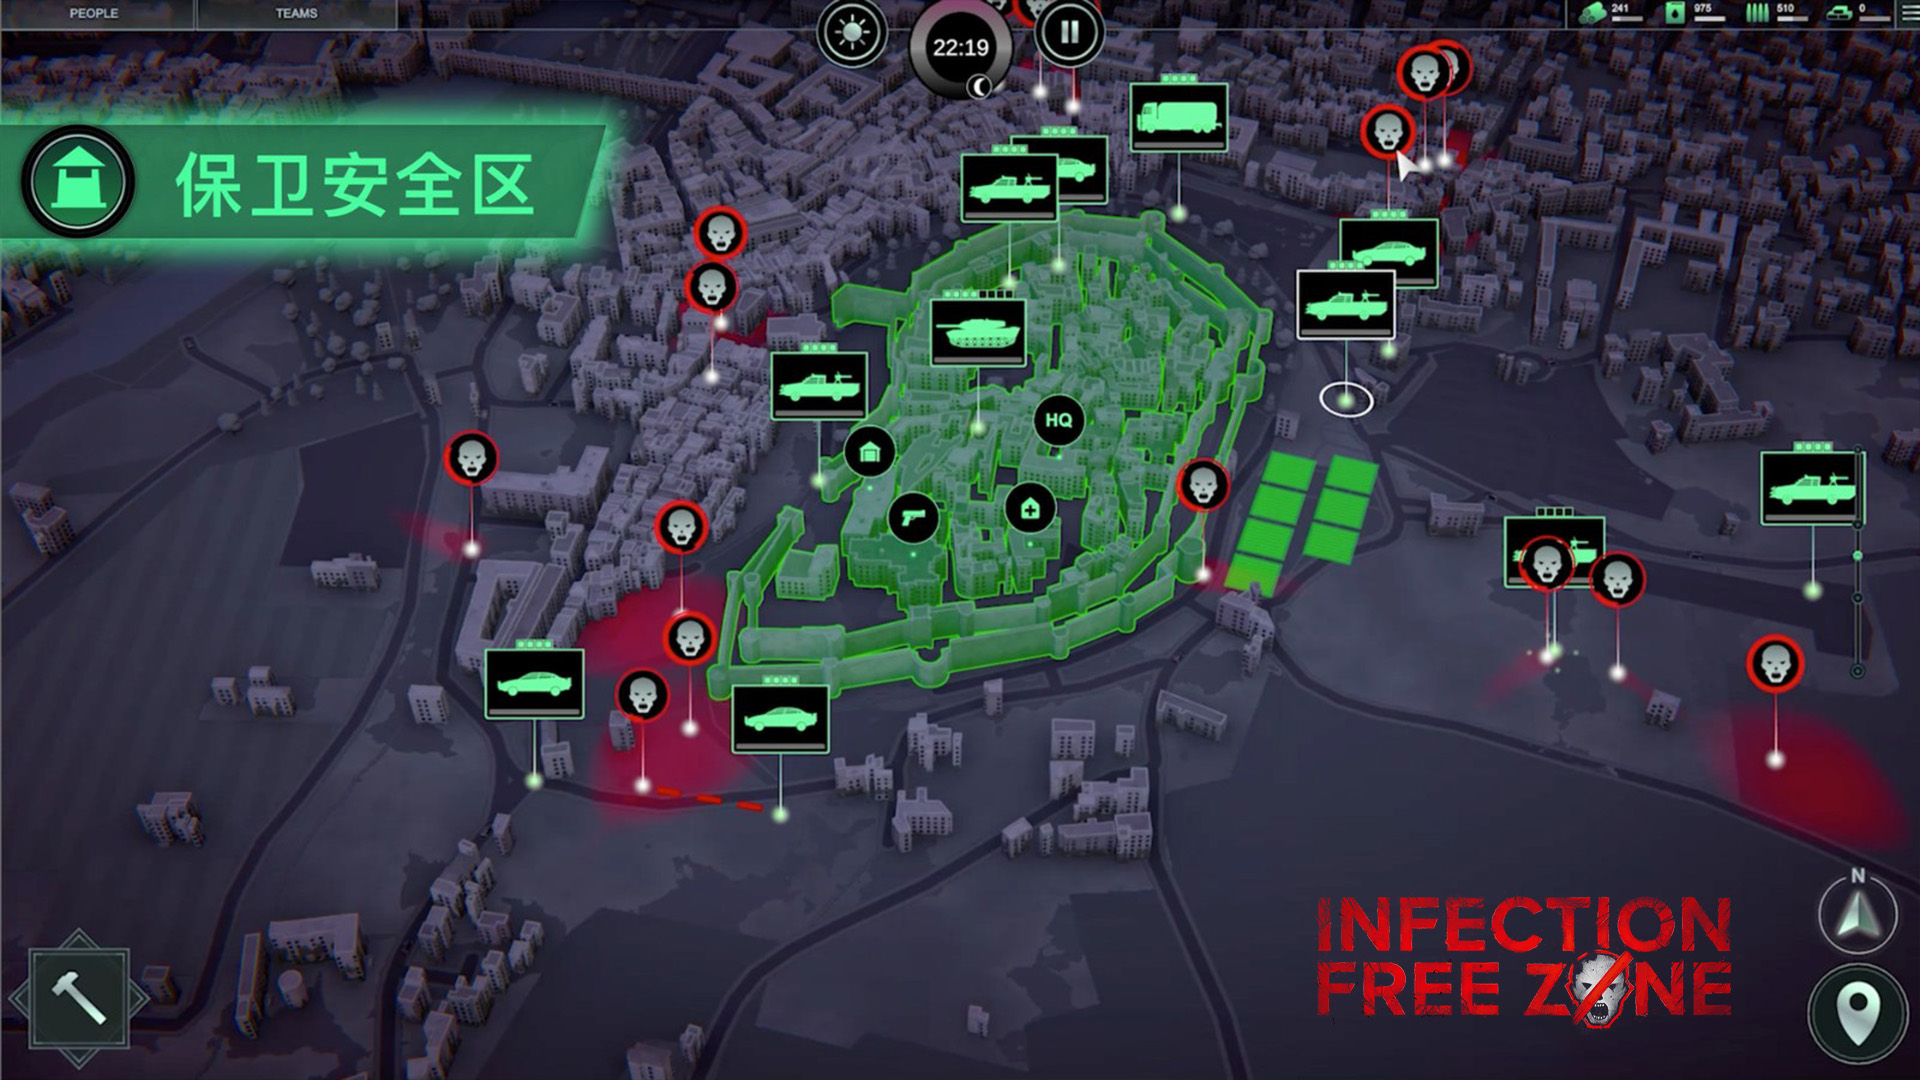 PEOPLE
TEAMS
22:19
241
975
510
0
保卫安全区
HQ
N
INFECTION
FREE ZONE